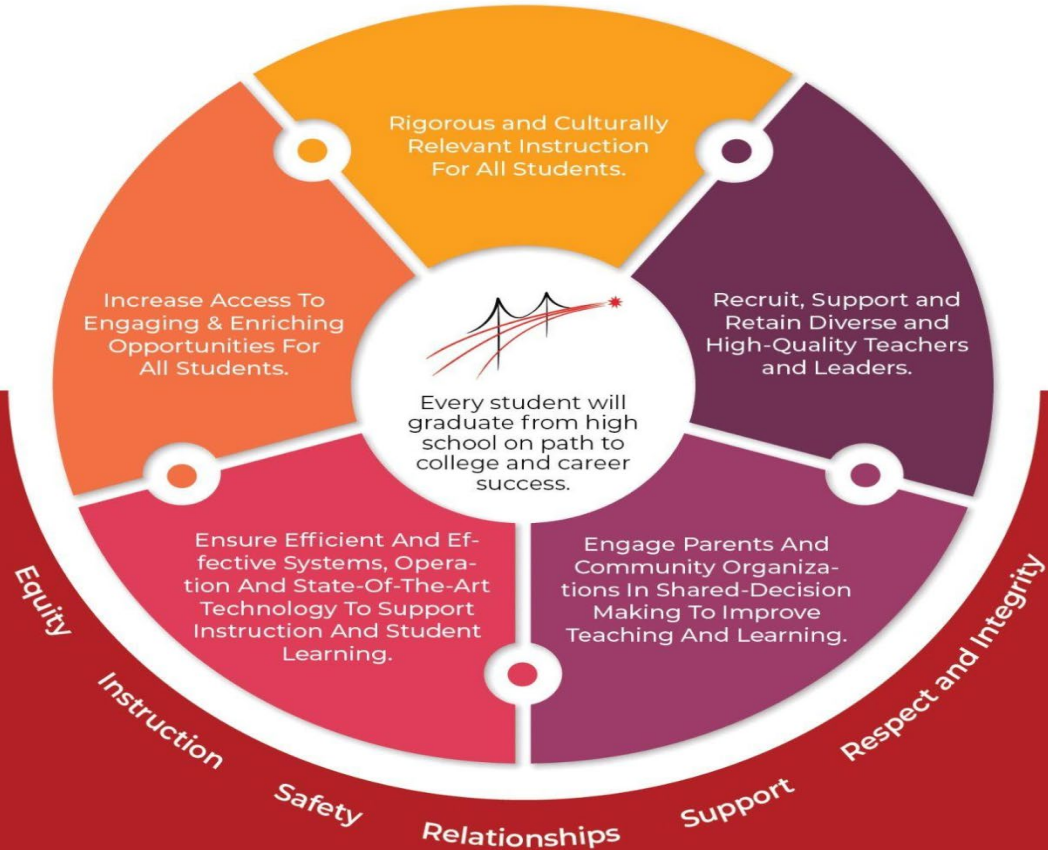 Rigorous and Culturally
Relevant Instruction
For All Students.
Increase Access To
Engaging & Enriching
Opportunities For
All Students.
Recruit, Support and
Retain Diverse and
High-Quality Teachers
and Leaders.
Every student will
graduate from high
school on path to
college and career
success.
Ensure Efficient And Ef-
fective Systems, Opera-
tion And State-Of-The-Art
Technology To Support
Instruction And Student
Learning.
Engage Parents And
Community Organiza-
tions In Shared-Decision
Making To Improve
Teaching And Learning.
Equity
Instruction
Safety
Relationships
Support
Respect and Integrity